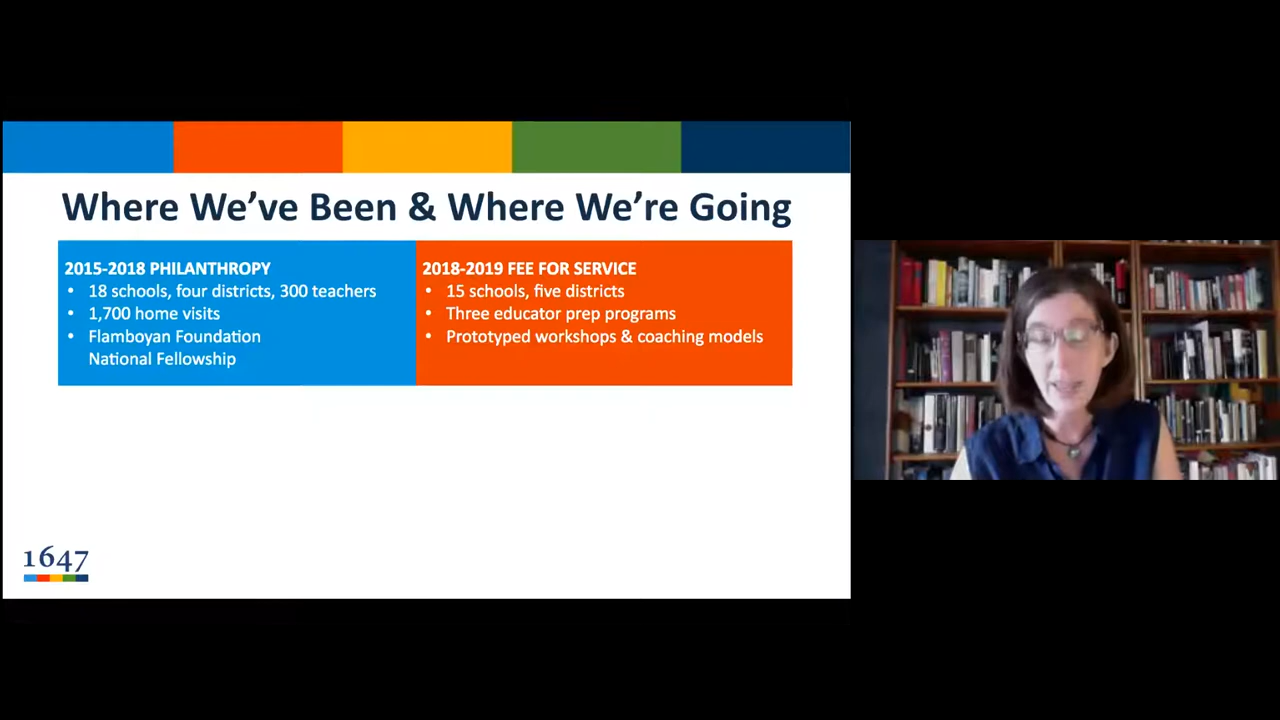 Where We’ve Been & Where We’re Going
2015-2018 PHILANTHROPY
• 18 schools, four districts, 300 teachers
• 1,700 home visits
• Flamboyan Foundation
National Fellowship
2018-2019 FEE FOR SERVICE
• 15 schools, five districts
• Three educator prep programs
• Prototyped workshops & coaching models
1647